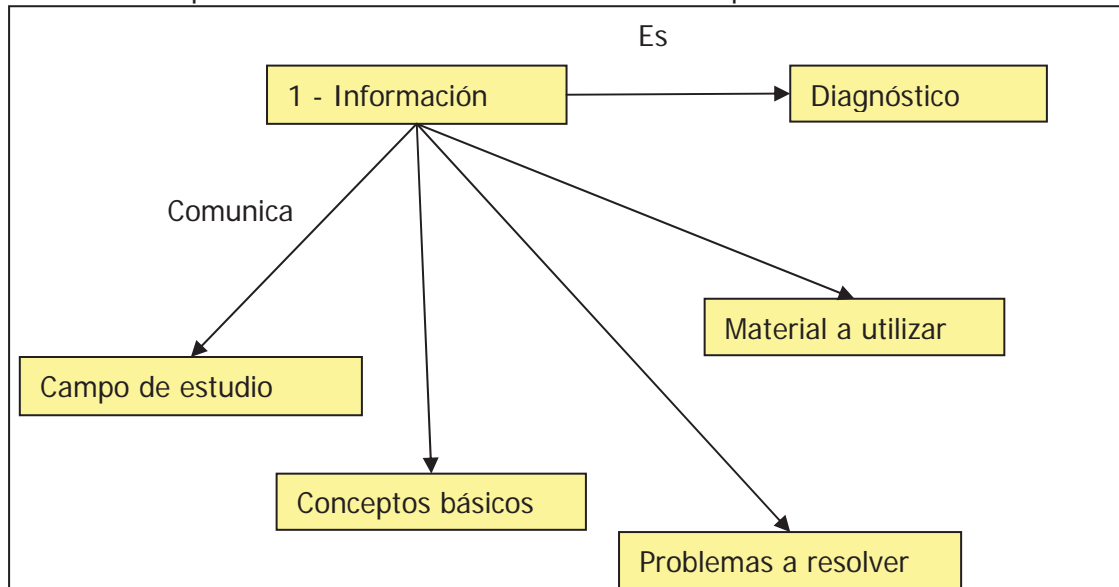 Es
1 - Información
Diagnóstico
Comunica
Material a utilizar
Campo de estudio
Conceptos básicos
Problemas a resolver